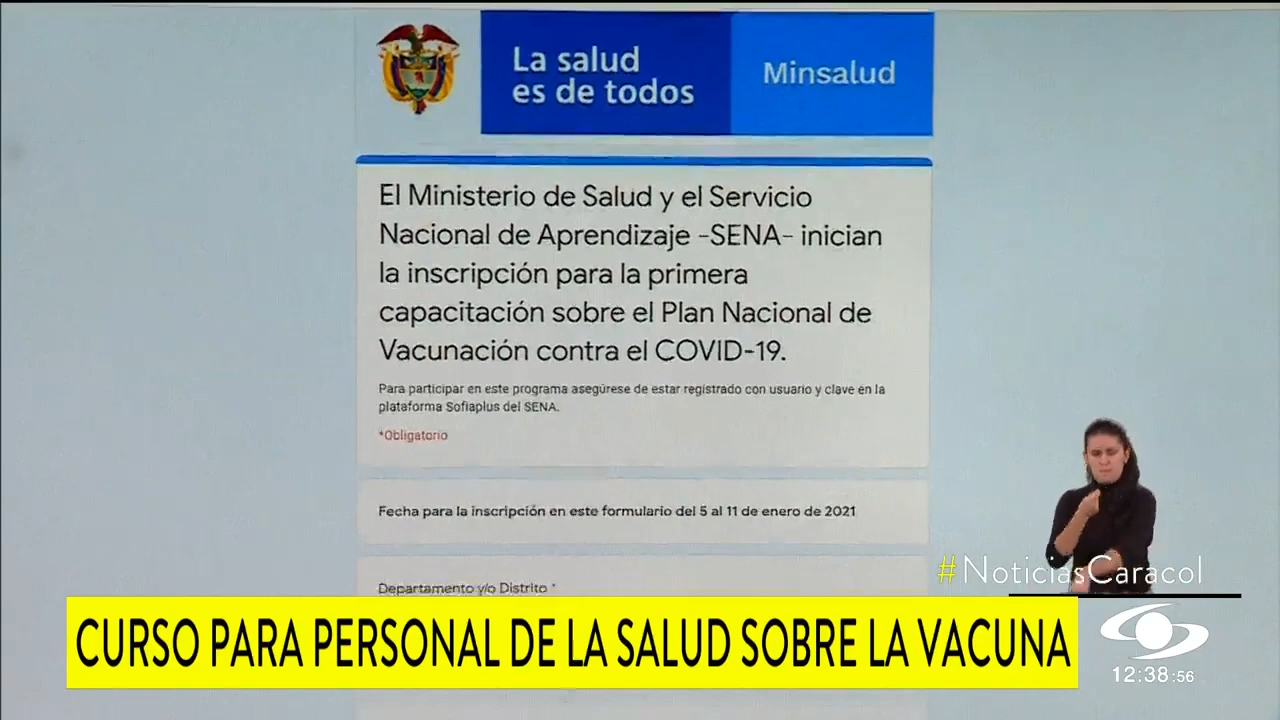 La salud
es de todos
Minsalud
El Ministerio de Salud y el Servicio
Nacional de Aprendizaje -SENA- inician
la inscripción para la primera
capacitación sobre el Plan Nacional de
Vacunación contra el COVID-19.
Para participar en este programa asegúrese de estar registrado con usuario y clave en la
plataforma Sofiaplus del SENA.
*Obligatorio
Fecha para la inscripción en este formulario del 5 al 11 de enero de 2021
Departamento y/o Distrito *
#NoticiasCaracol
CURSO PARA PERSONAL DE LA SALUD SOBRE LA VACUNA
12:38:56